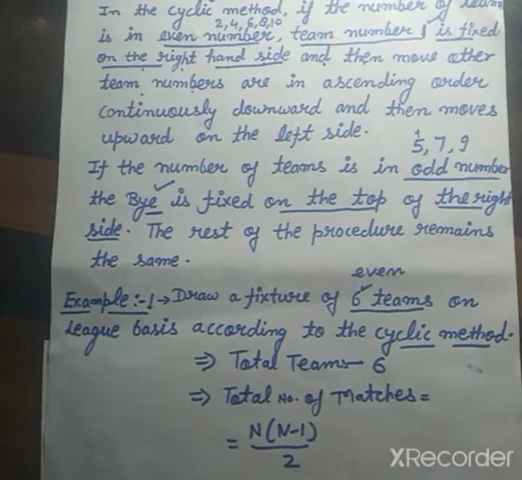 In the cyclic method, if the number of team
2,4,6,8,10
is in even number, team number 1 is fixed
on the right hand side and then move other
team numbers are in ascending order
continuously downward and then moves
upward on the left side.
5, 7, 9
If the number of teams is in odd number
the Bye is fixed on the top of the right
side. The rest of the procedure remains
the same.
even
Example:-1→Draw a fixture of 6 teams on
League basis according to the cyclic method.
⇒ Total Teams- 6
⇒ Total No. of Matches =
= N(N-1)
2
XRecorder